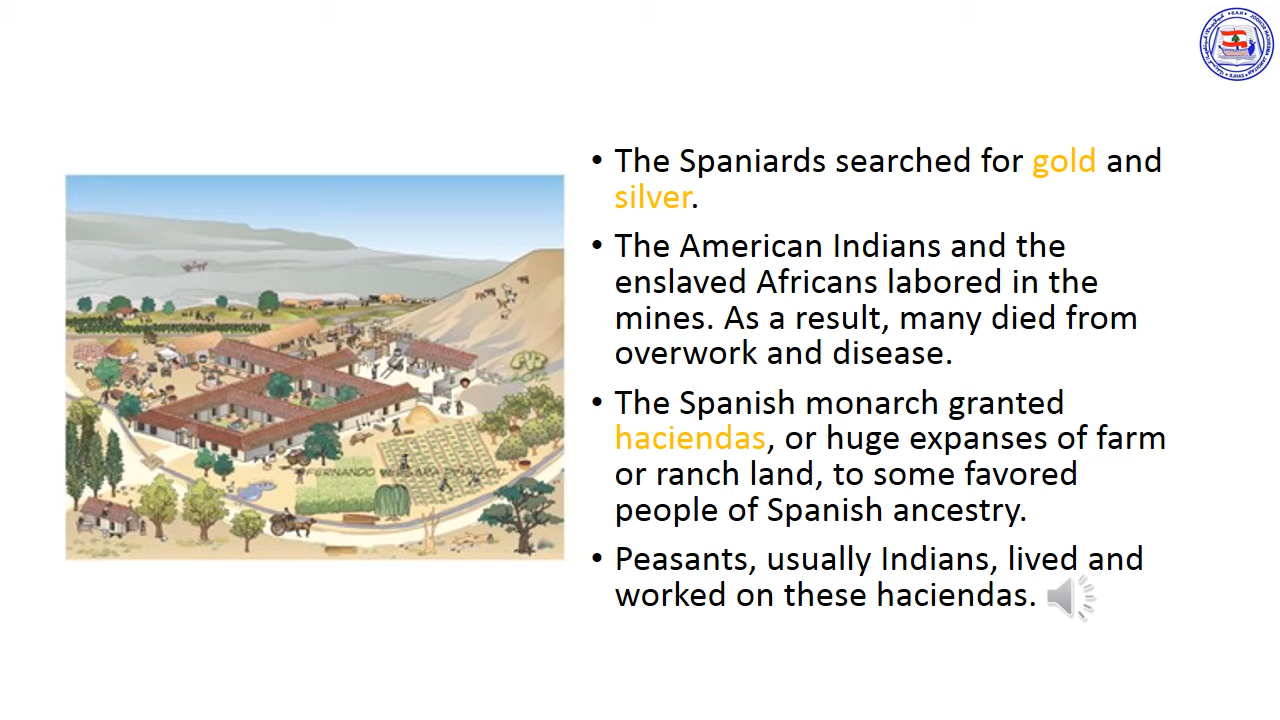 • The Spaniards searched for gold and
silver.
• The American Indians and the
enslaved Africans labored in the
mines. As a result, many died from
overwork and disease.
• The Spanish monarch granted
haciendas, or huge expanses of farm
or ranch land, to some favored
people of Spanish ancestry.
• Peasants, usually Indians, lived and
worked on these haciendas.